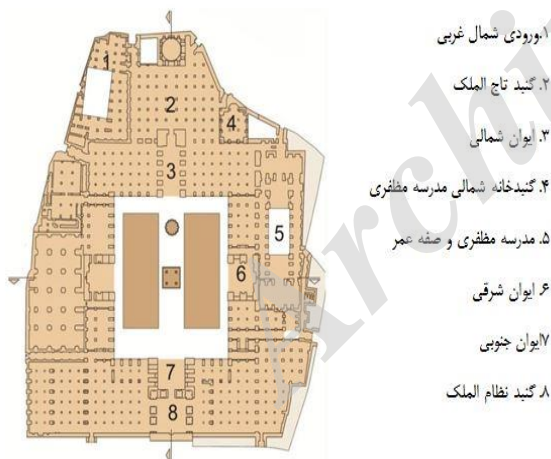 ۱.ورودی شمال غربی
۲. گنبد تاج الملک
۳. ایوان شمالی
۴. گنبدخانه شمالی مدرسه مظفری
۵. مدرسه مظفری و صفه عمر
۶. ایوان شرقی
۷ایوان جنوبی
۸. گنبد نظام الملک
1
2
4
3
5
6
7
8
Archi